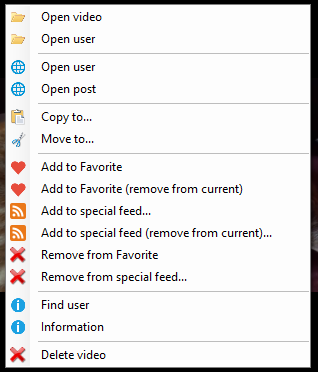 Open video
Open user
Open user
Open post
Copy to...
Move to...
Add to Favorite
Add to Favorite (remove from current)
Add to special feed...
Add to special feed (remove from current)...
Remove from Favorite
Remove from special feed...
Find user
Information
Delete video